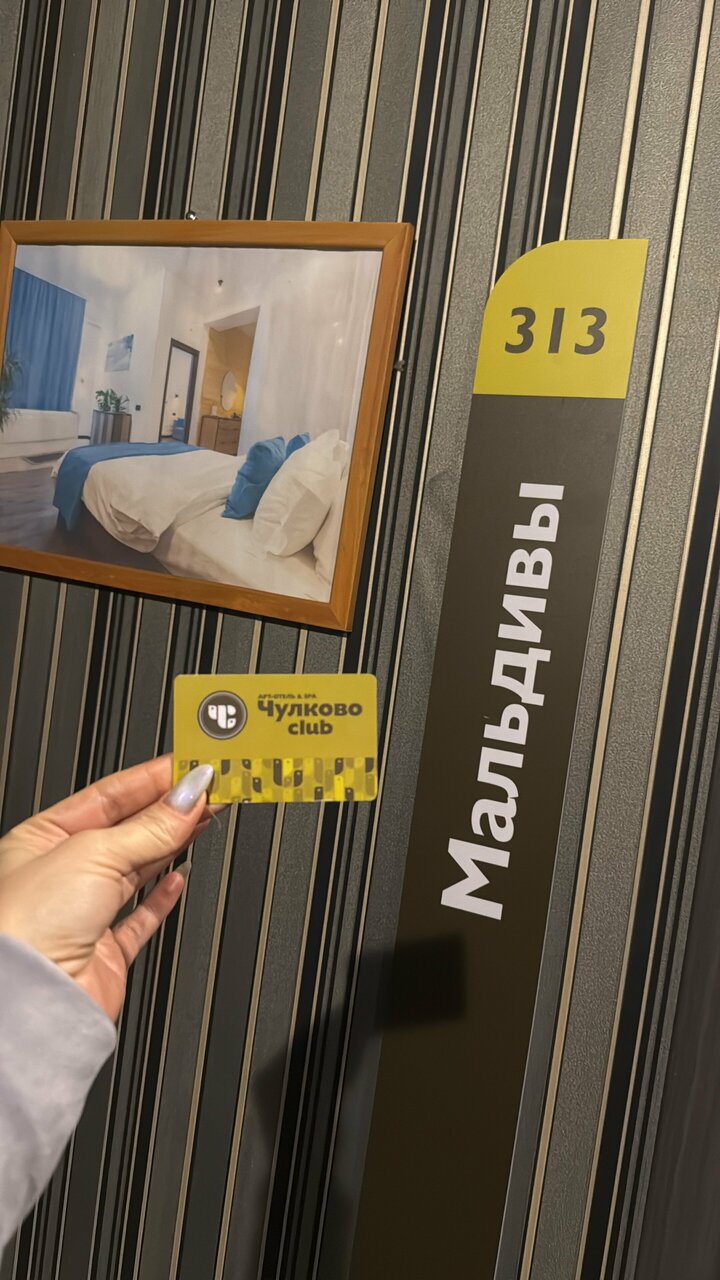 313
Мальдивы
АРТ-ОТЕЛЬ & SPA
Чулково
club